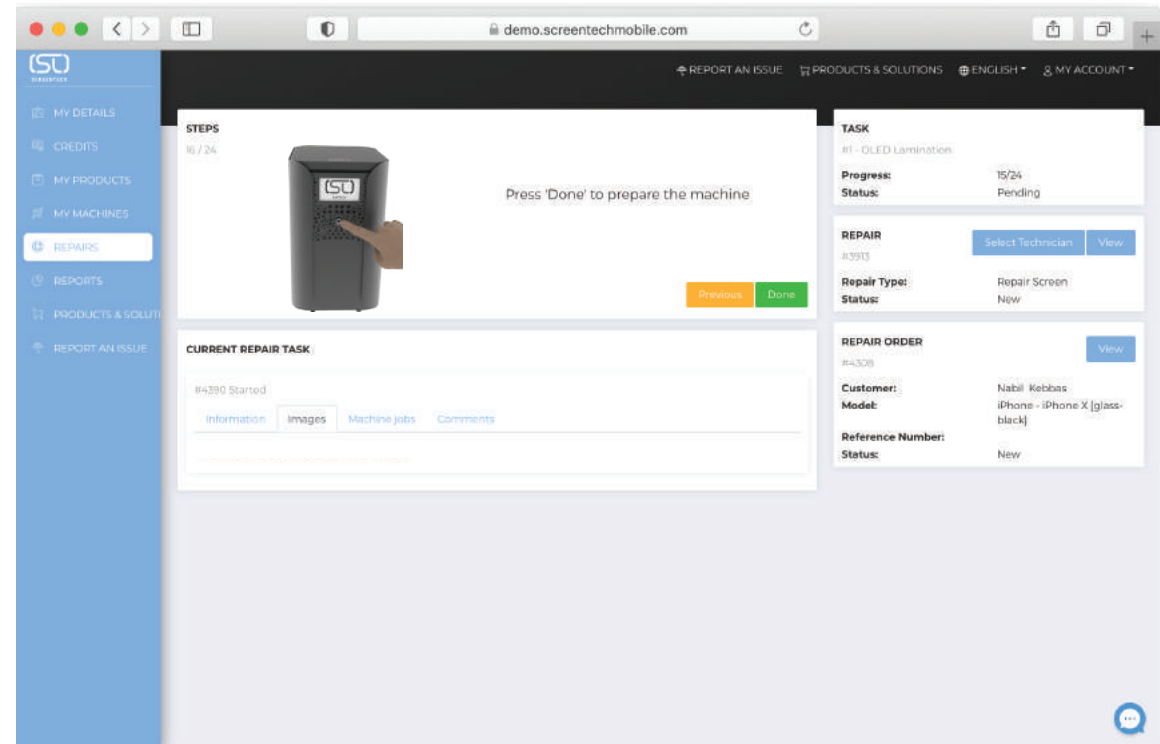 demo.screentechmobile.com
REPORT AN ISSUE PRODUCTS & SOLUTIONS ENGLISH MY ACCOUNT
MY DETAILS
CREDITS
MY PRODUCTS
MY MACHINES
REPAIRS
REPORTS
PRODUCTS & SOLUTI
REPORT AN ISSUE
STEPS
16 / 24
Press 'Done' to prepare the machine
Previous Done
CURRENT REPAIR TASK
#4390 Started
Information Images Machine jobs Comments
TASK
#1 - OLED Lamination
Progress: 15/24
Status: Pending
REPAIR
Select Technician View
#3913
Repair Type: Repair Screen
Status: New
REPAIR ORDER
View
#4308
Customer: Nabil Kebbas
Model: iPhone - iPhone X [glass-
black]
Reference Number:
Status: New